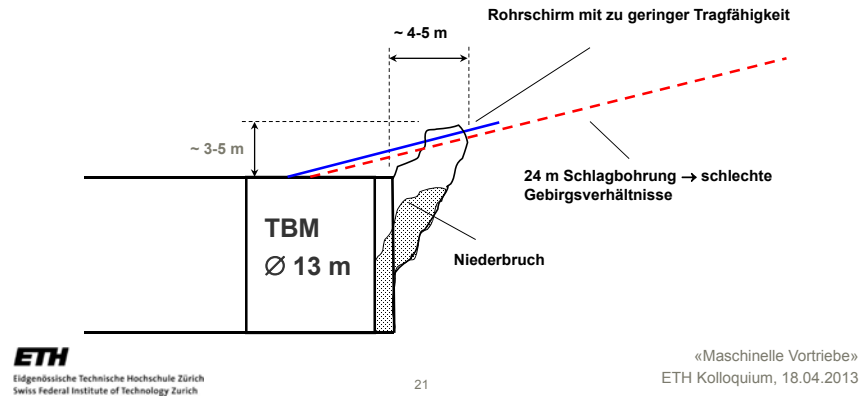 Rohrschirm mit zu geringer Tragfähigkeit
~ 4-5 m
~ 3-5 m
24 m Schlagbohrung → schlechte
Gebirgsverhältnisse
TBM
Ø 13 m
Niederbruch
ETH
Eidgenössische Technische Hochschule Zürich
Swiss Federal Institute of Technology Zurich
21
«Maschinelle Vortriebe»
ETH Kolloquium, 18.04.2013